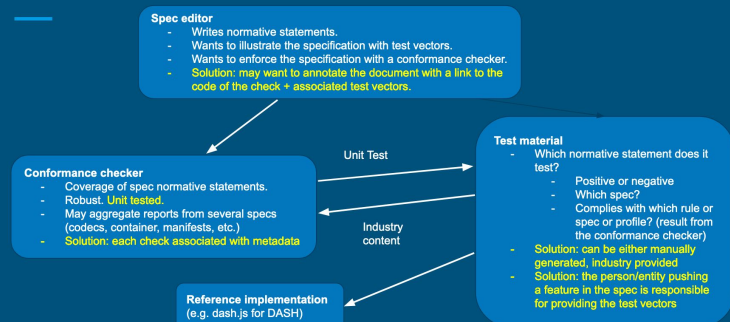 Spec editor
- Writes normative statements.
- Wants to illustrate the specification with test vectors.
- Wants to enforce the specification with a conformance checker.
- Solution: may want to annotate the document with a link to the
code of the check + associated test vectors.
Conformance checker
- Coverage of spec normative statements.
- Robust. Unit tested.
- May aggregate reports from several specs
(codecs, container, manifests, etc.)
- Solution: each check associated with metadata
Unit Test
Industry
content
Test material
- Which normative statement does it
test?
- Positive or negative
- Which spec?
- Complies with which rule or
spec or profile? (result from
the conformance checker)
- Solution: can be either manually
generated, industry provided
- Solution: the person/entity pushing
a feature in the spec is responsible
for providing the test vectors
Reference implementation
(e.g. dash.js for DASH)